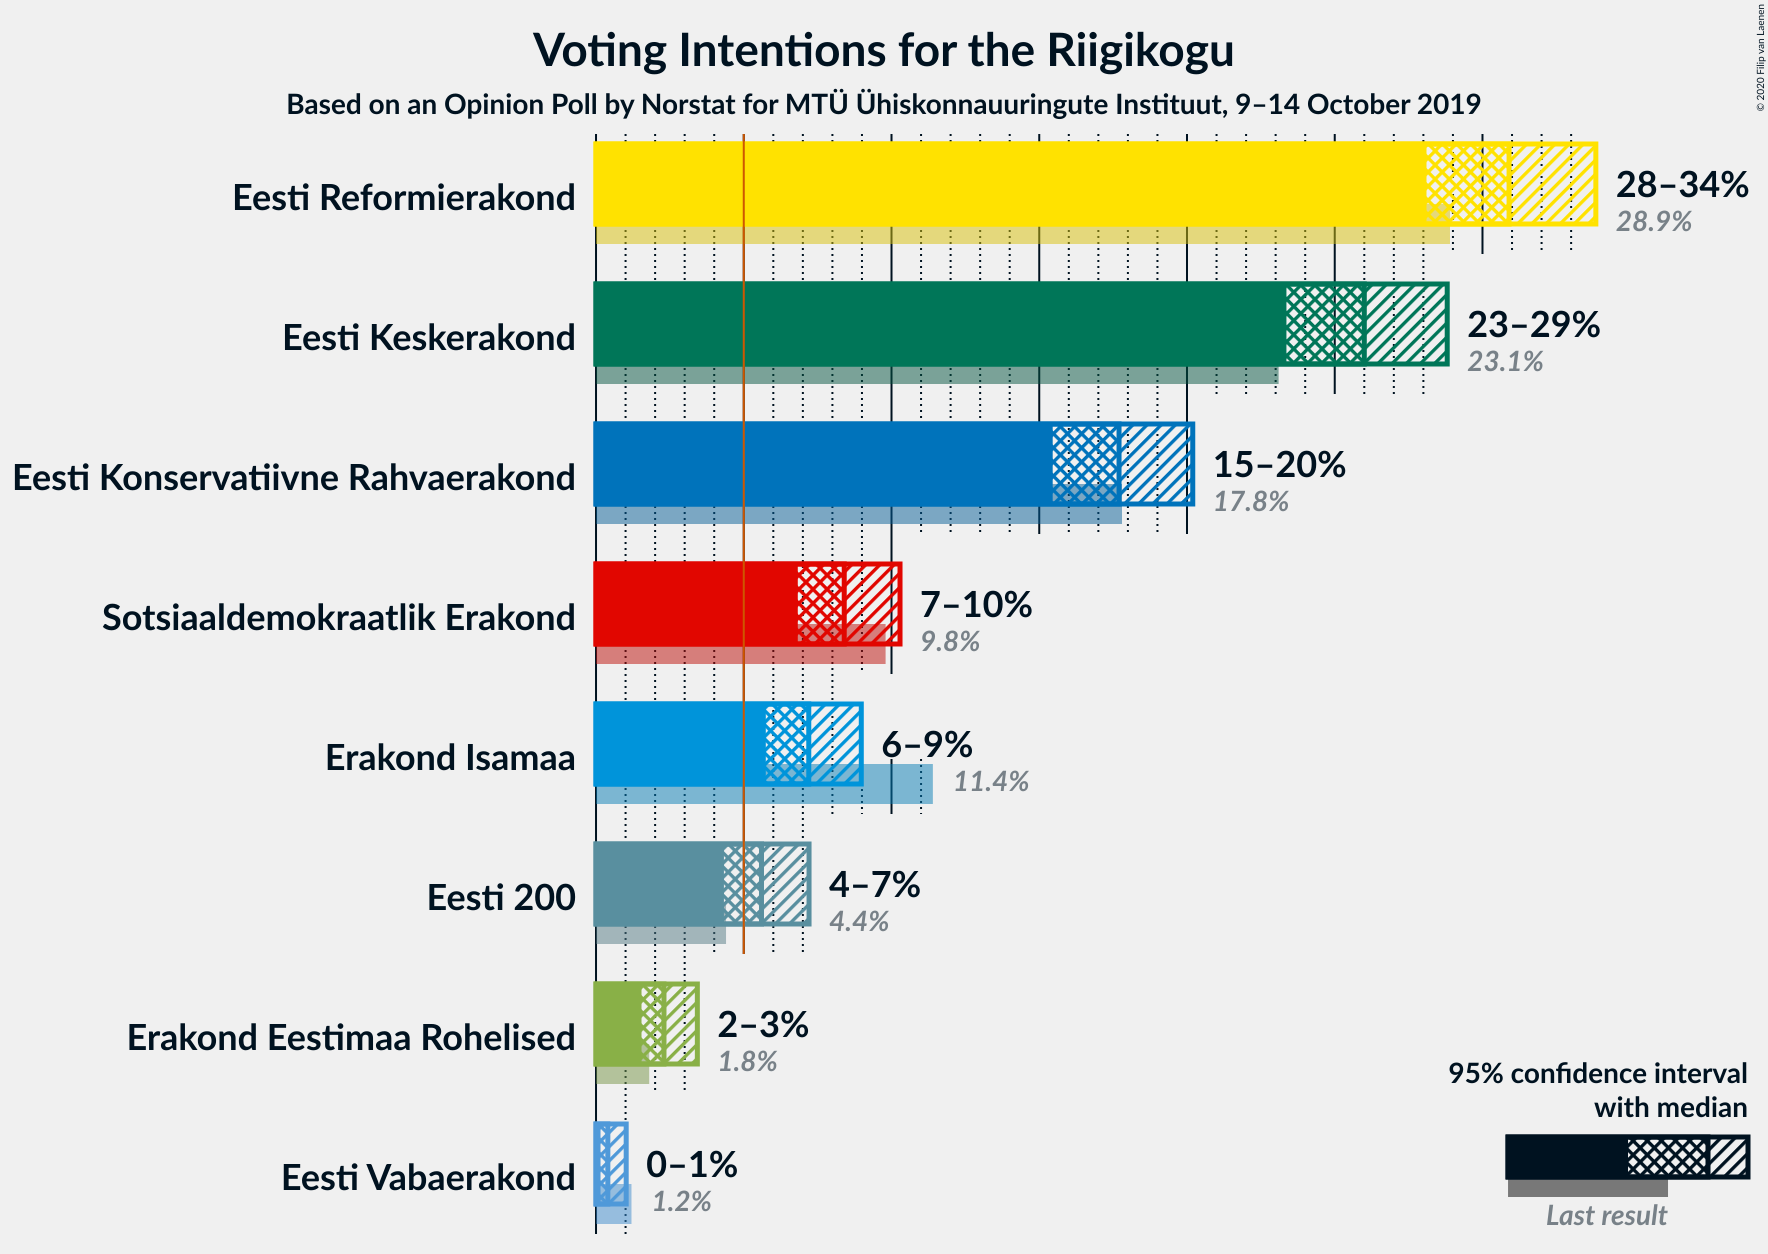 Voting Intentions for the Riigikogu
Based on an Opinion Poll by Norstat for MTÜ Ühiskonnauuringute Instituut, 9–14 October 2019
© 2020 Filip van Laenen
Eesti Reformierakond
28–34%
28.9%
Eesti Keskerakond
23–29%
23.1%
Eesti Konservatiivne Rahvaerakond
15–20%
17.8%
Sotsiaaldemokraatlik Erakond
7–10%
9.8%
Erakond Isamaa
6–9%
11.4%
Eesti 200
4–7%
4.4%
Erakond Eestimaa Rohelised
2–3%
1.8%
Eesti Vabaerakond
0–1%
1.2%
95% confidence interval
with median
Last result